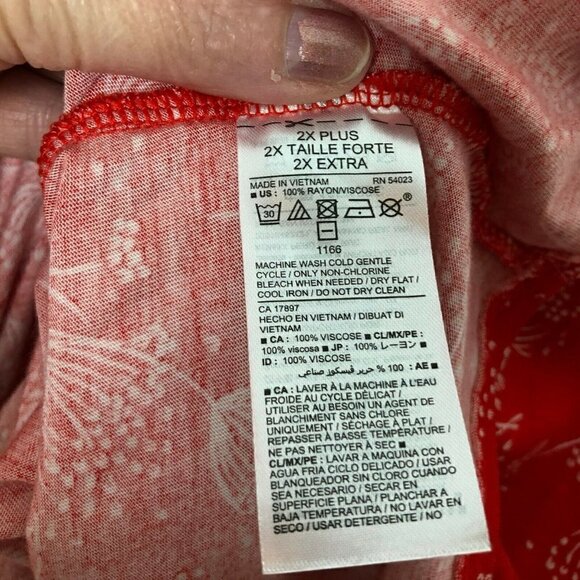 2X PLUS
2X TAILLE FORTE
2X EXTRA
MADE IN VIETNAM RN 54023
■ US : 100% RAYON/VISCOSE
30 ®
1166
MACHINE WASH COLD GENTLE
CYCLE / ONLY NON-CHLORINE
BLEACH WHEN NEEDED / DRY FLAT /
COOL IRON / DO NOT DRY CLEAN
CA 17897
HECHO EN VIETNAM / DIBUAT DI
VIETNAM
■ CA : 100% VISCOSE ■ CL/MX/PE :
100% viscosa ■ JP : 100% レーヨン ■
ID : 100% VISCOSE
■ AE : 100 % حرير فيسكوز صناعي
■ CA : LAVER À LA MACHINE À L'EAU
FROIDE AU CYCLE DÉLICAT /
UTILISER AU BESOIN UN AGENT DE
BLANCHIMENT SANS CHLORE
UNIQUEMENT / SÉCHAGE À PLAT /
REPASSER À BASSE TEMPÉRATURE /
NE PAS NETTOYER À SEC ■
CL/MX/PE : LAVAR A MAQUINA CON
AGUA FRIA CICLO DELICADO / USAR
BLANQUEADOR SIN CLORO CUANDO
SEA NECESARIO / SECAR EN
SUPERFICIE PLANA / PLANCHAR A
BAJA TEMPERATURA / NO LAVAR EN
SECO / USAR DETERGENTE / NO